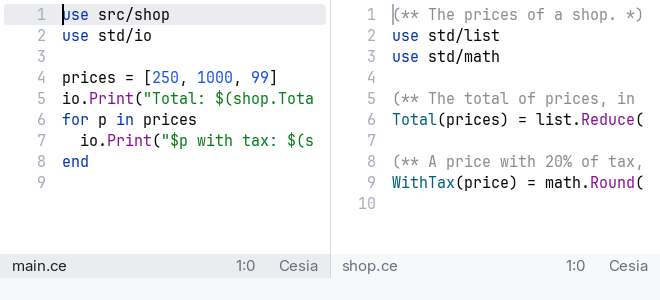 1 use src/shop
2 use std/io
3
4 prices = [250, 1000, 99]
5 io.Print("Total: $(shop.Tota
6 for p in prices
7   io.Print("$p with tax: $(s
8 end
9
main.ce 1:0 Cesia
1 (** The prices of a shop. *)
2 use std/list
3 use std/math
4
5 (** The total of prices, in
6 Total(prices) = list.Reduce(
7
8 (** A price with 20% of tax,
9 WithTax(price) = math.Round(
10
shop.ce 1:0 Cesia